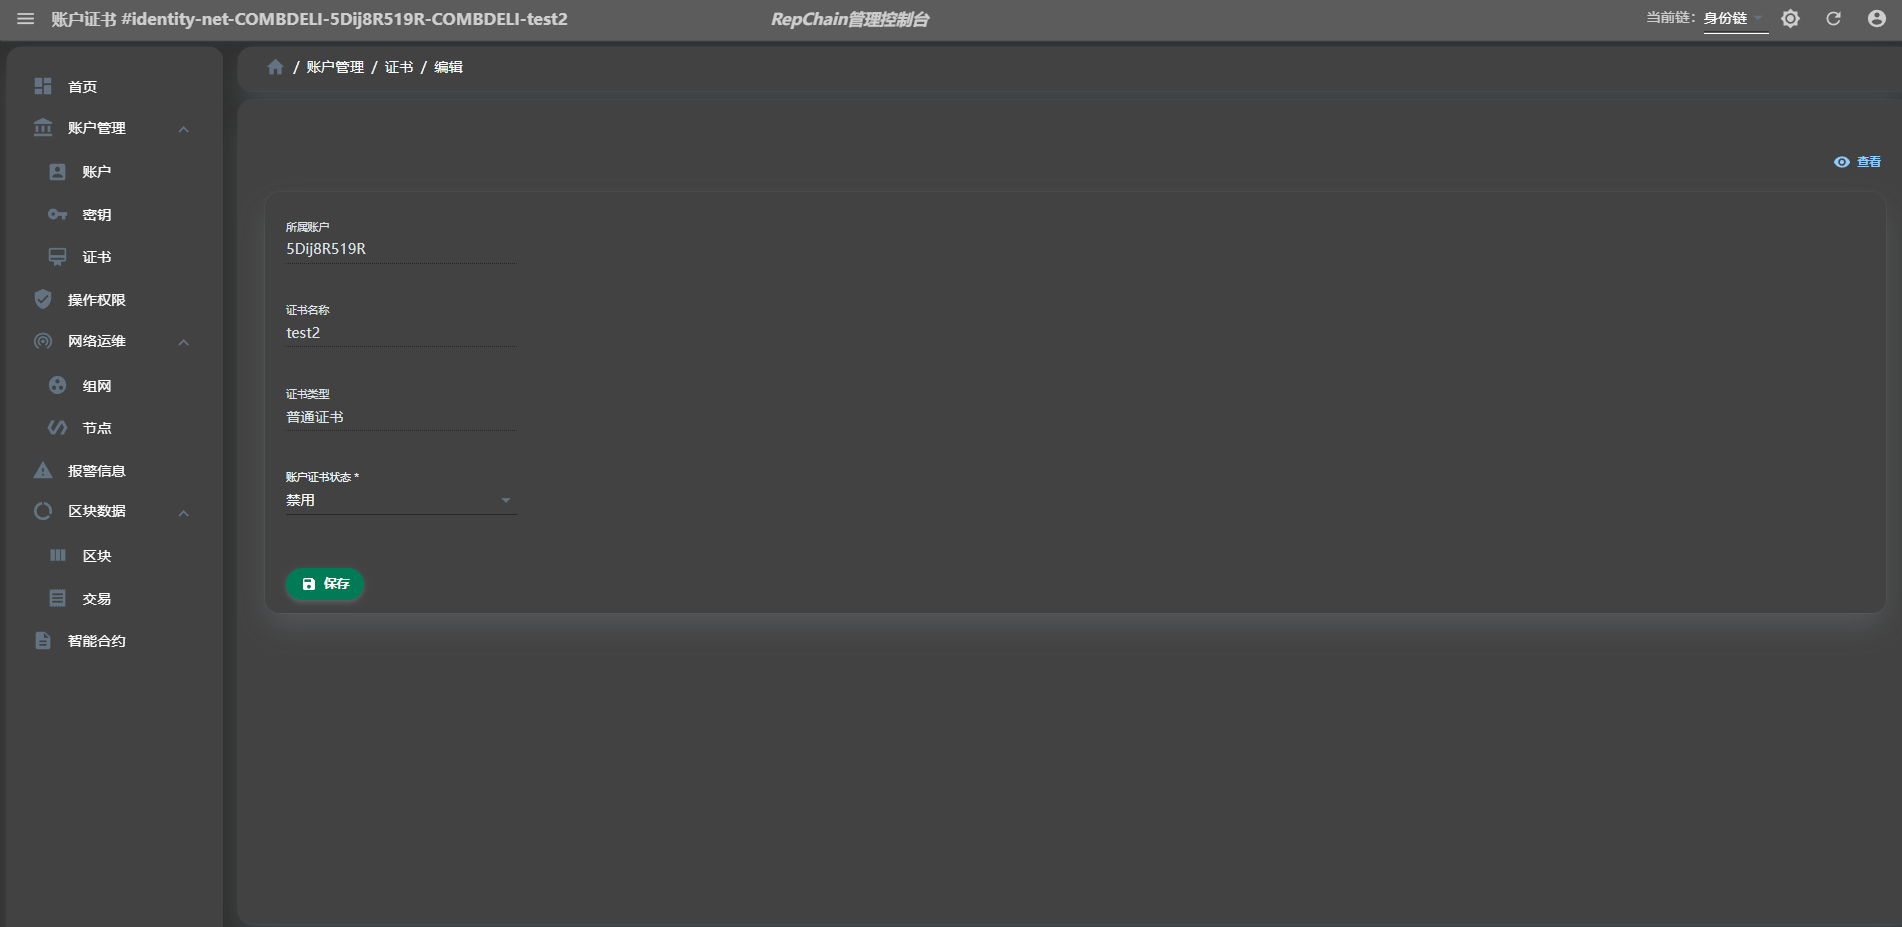 账户证书 #identity-net-COMBDELI-5Dij8R519R-COMBDELI-test2
RepChain管理控制台
当前链: 身份链
/ 账户管理 / 证书 / 编辑
首页
账户管理
账户
密钥
证书
操作权限
网络运维
组网
节点
报警信息
区块数据
区块
交易
智能合约
查看
所属账户
5Dij8R519R
证书名称
test2
证书类型
普通证书
账户证书状态 *
禁用
保存